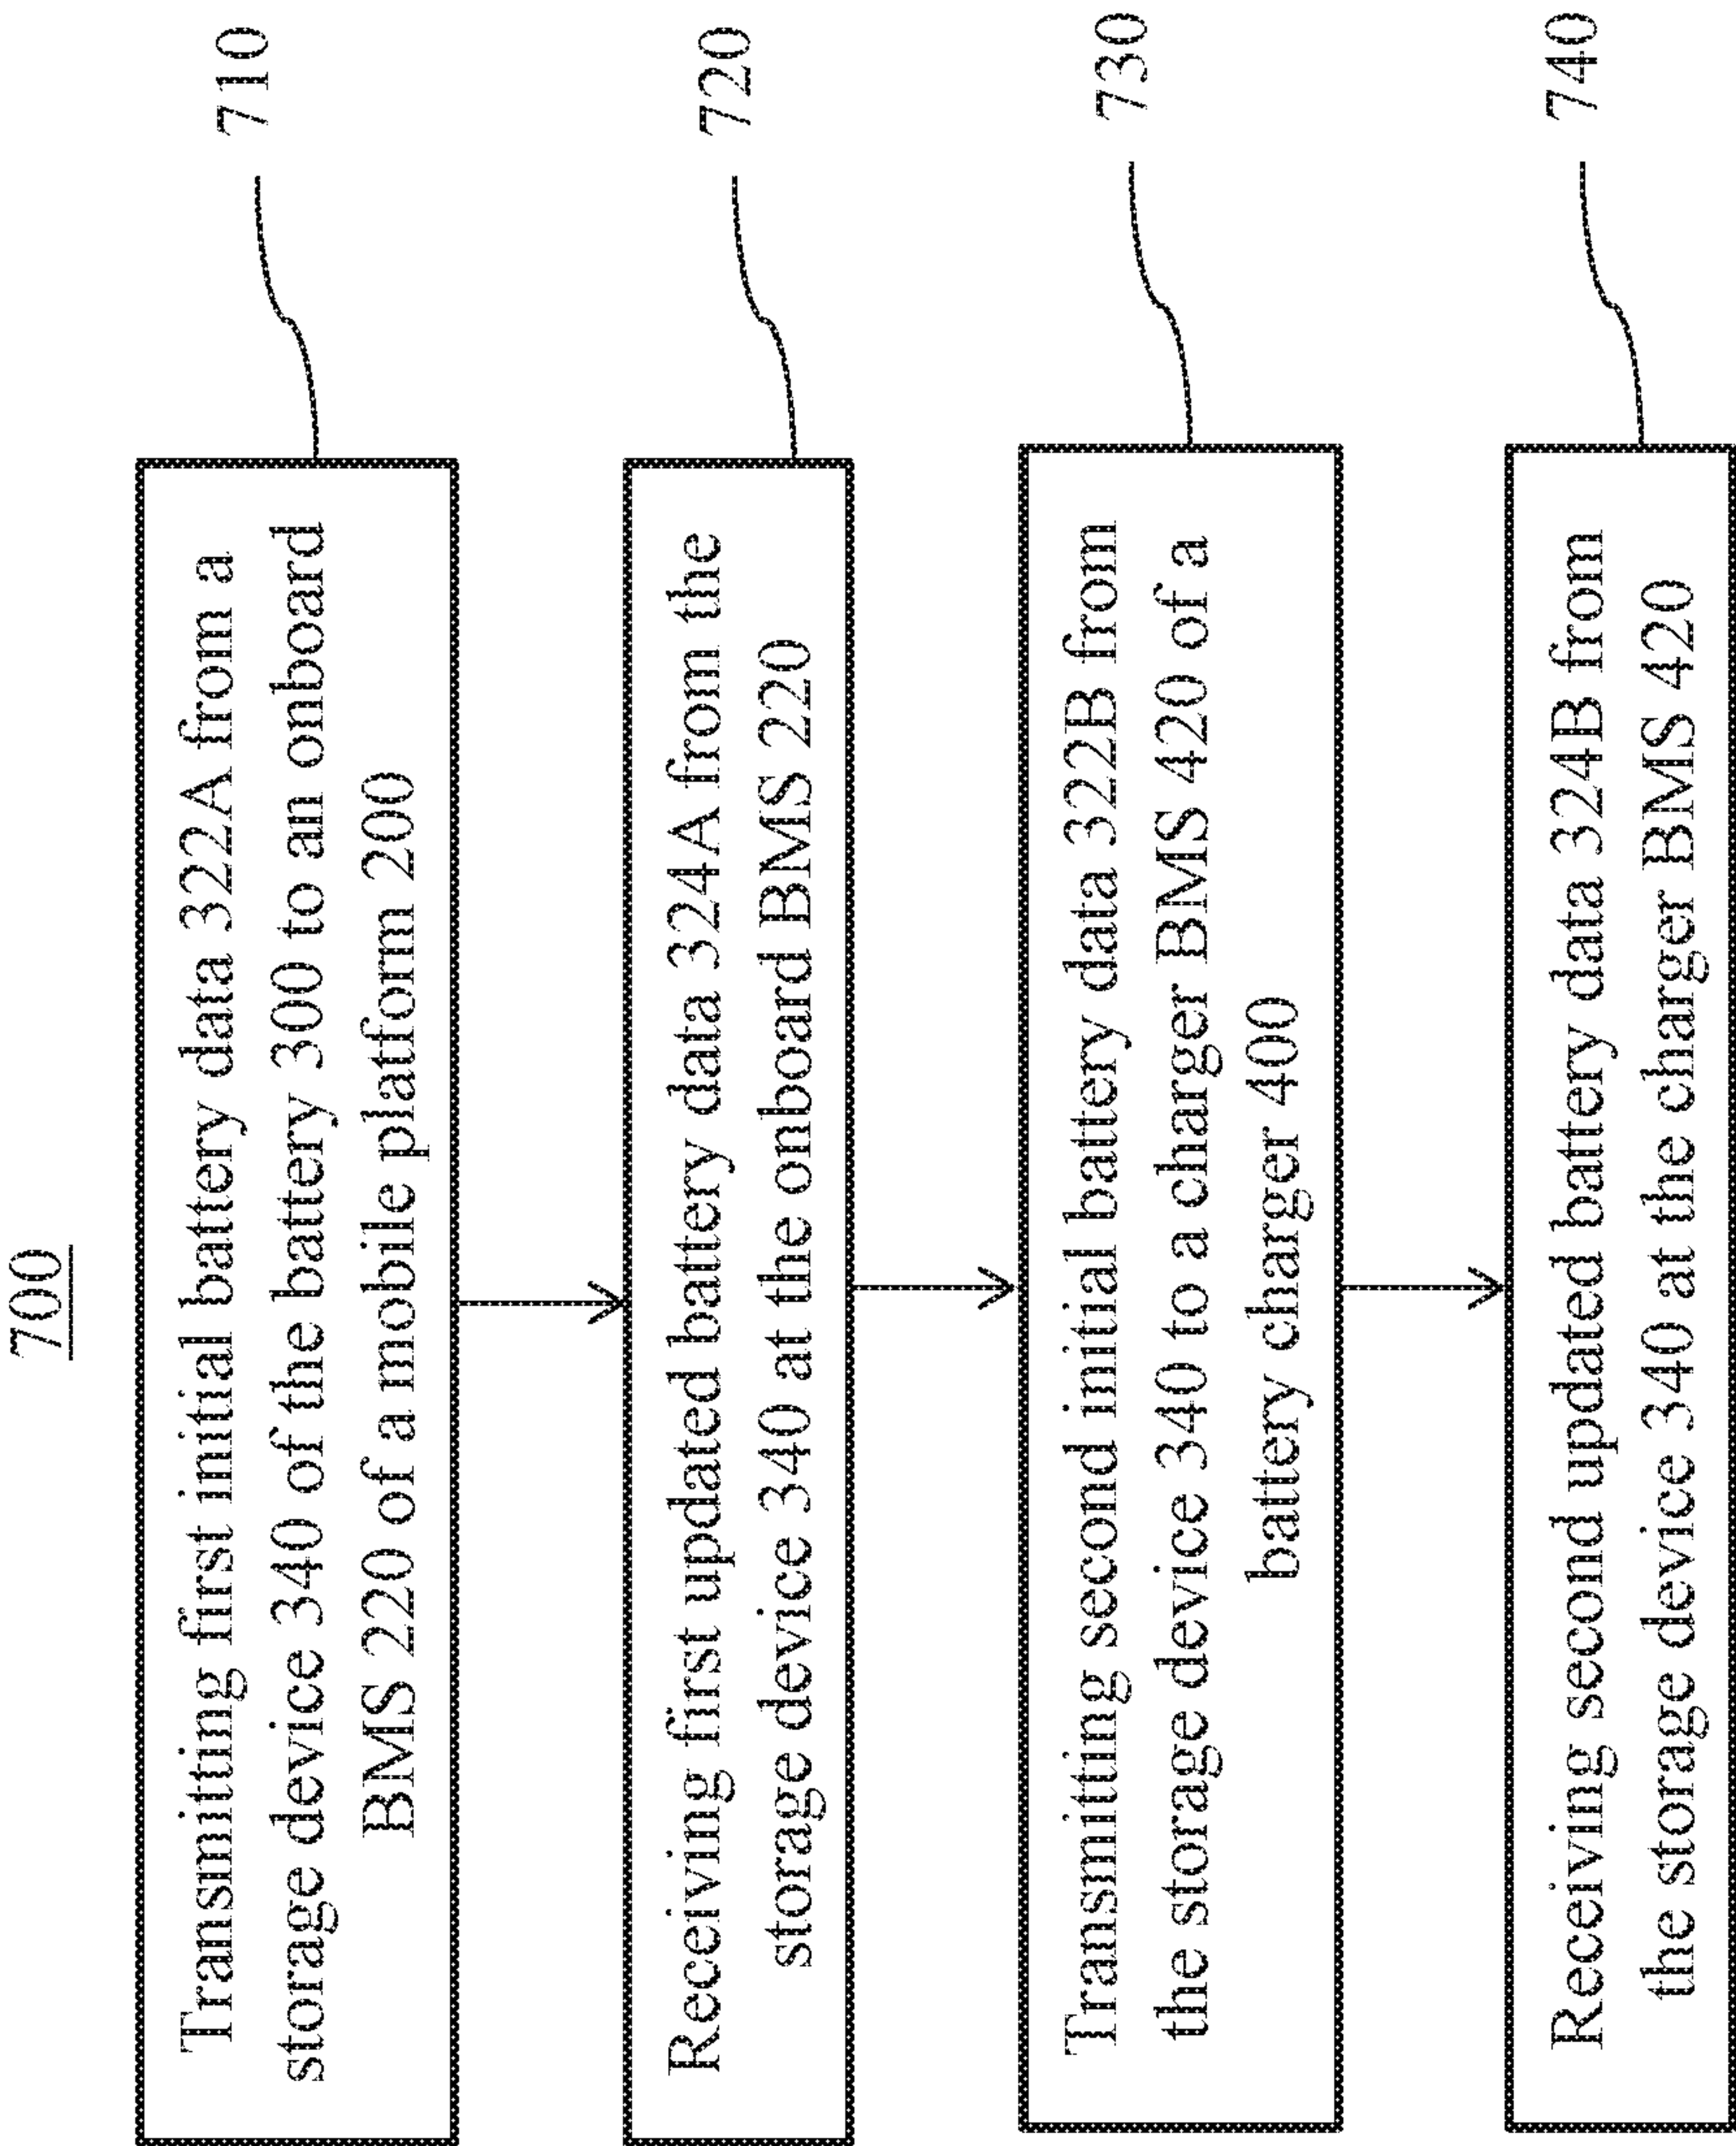 700
Transmitting first initial battery data 322A from a
storage device 340 of the battery 300 to an onboard
BMS 220 of a mobile platform 200
710
Receiving first updated battery data 324A from the
storage device 340 at the onboard BMS 220
720
Transmitting second initial battery data 322B from
the storage device 340 to a charger BMS 420 of a
battery charger 400
730
Receiving second updated battery data 324B from
the storage device 340 at the charger BMS 420
740